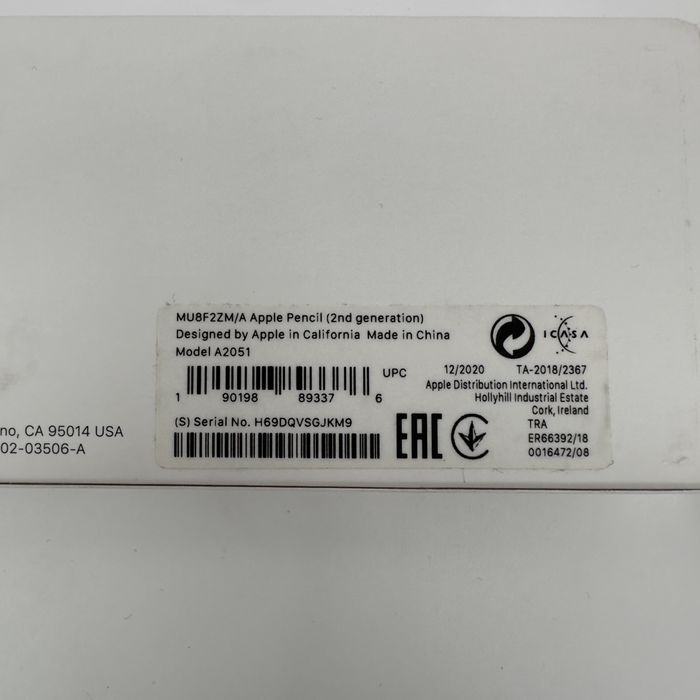 MU8F2ZM/A Apple Pencil (2nd generation)
Designed by Apple in California Made in China
Model A2051
1 90198 89337 6
UPC
(S) Serial No. H69DQVSGJKM9
ICASA
12/2020 TA-2018/2367
Apple Distribution International Ltd.
Hollyhill Industrial Estate
Cork, Ireland
EAC
TRA
ER66392/18
0016472/08
no, CA 95014 USA
02-03506-A